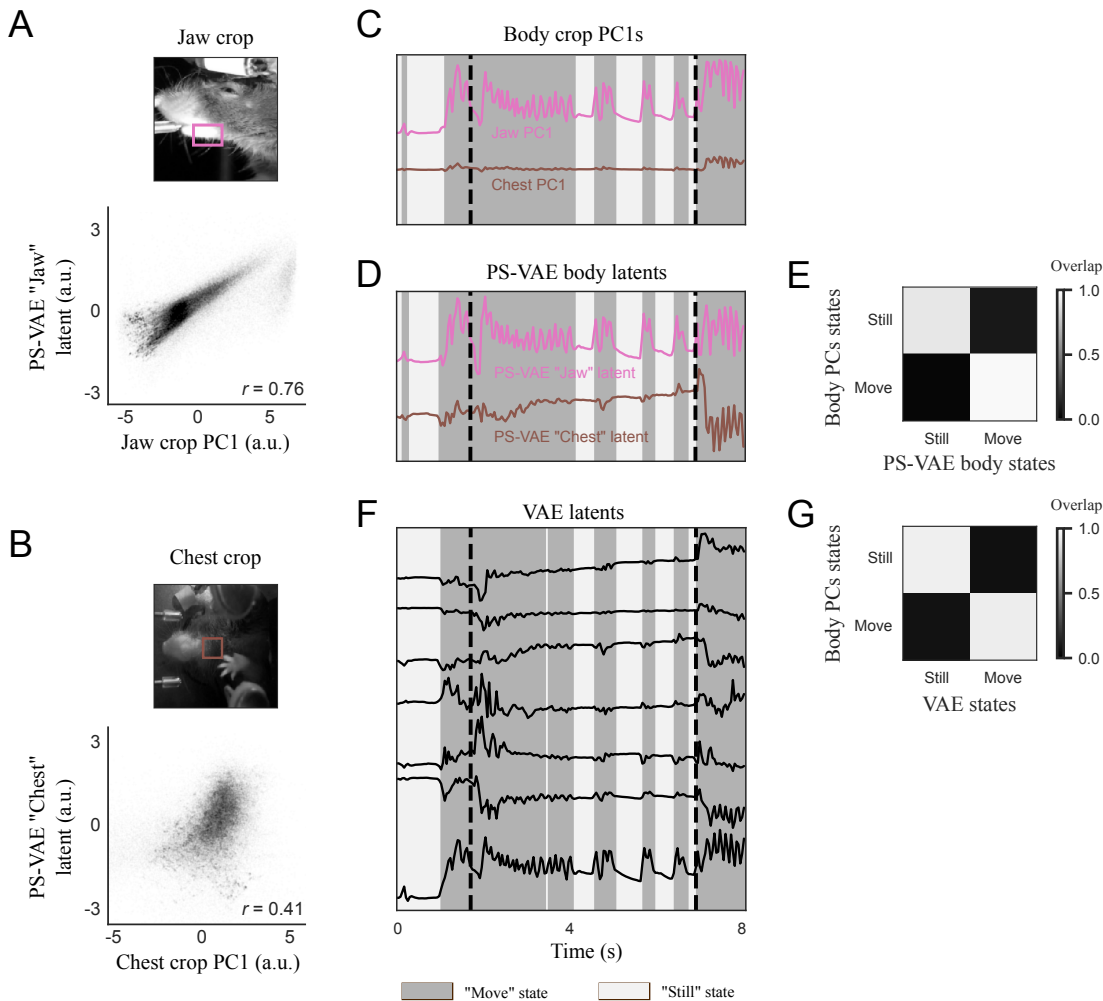 A
Jaw crop
PS-VAE "Jaw"
latent (a.u.)
3
0
-3
r = 0.76
-5
0
5
Jaw crop PC1 (a.u.)
B
Chest crop
PS-VAE "Chest"
latent (a.u.)
3
0
-3
r = 0.41
-5
0
5
Chest crop PC1 (a.u.)
C
Body crop PC1s
Jaw PC1
Chest PC1
D
PS-VAE body latents
PS-VAE "Jaw" latent
PS-VAE "Chest" latent
E
Overlap
1.0
0.5
0.0
Body PCs states
Still
Move
Still
Move
PS-VAE body states
F
VAE latents
0
4
8
Time (s)
"Move" state
"Still" state
G
Overlap
1.0
0.5
0.0
Body PCs states
Still
Move
Still
Move
VAE states